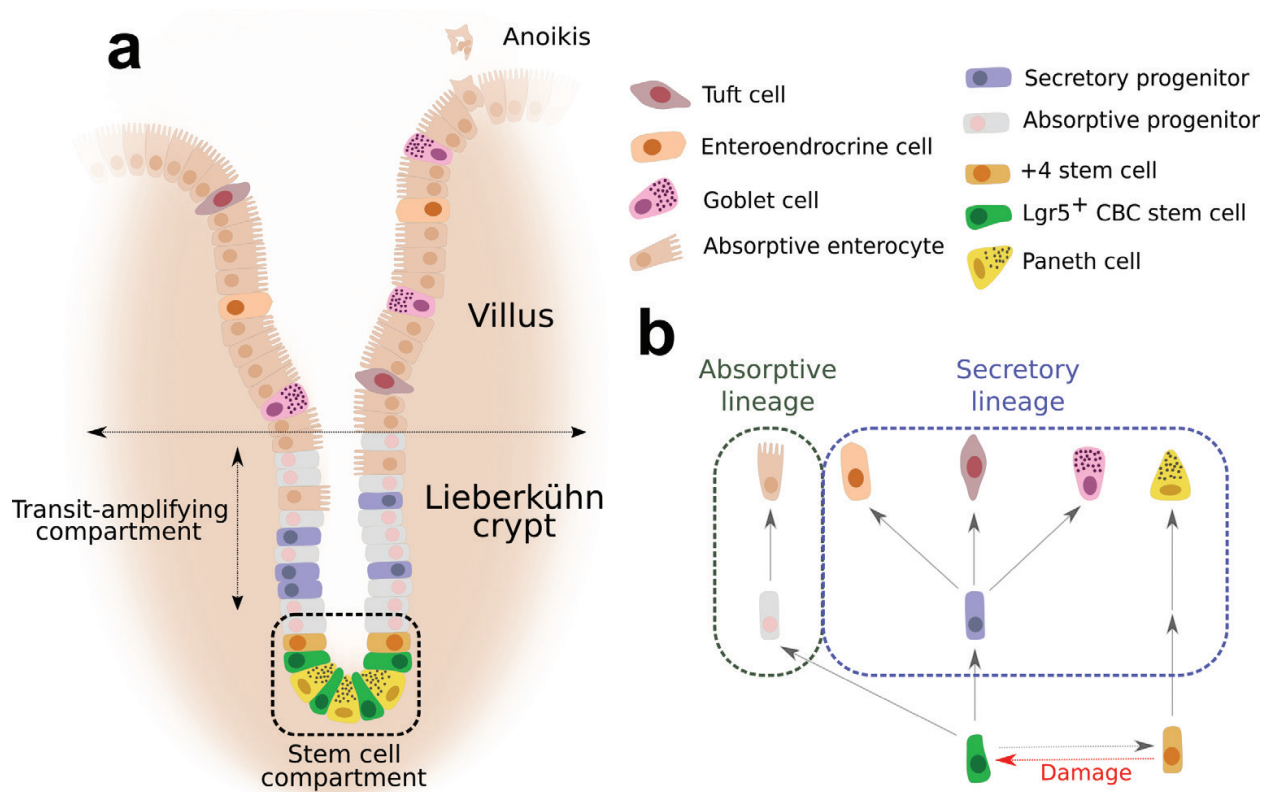 a
Anoikis
Villus
Transit-amplifying
compartment
Lieberkühn
crypt
Stem cell
compartment
Tuft cell
Enteroendocrine cell
Goblet cell
Absorptive enterocyte
Secretory progenitor
Absorptive progenitor
+4 stem cell
Lgr5+ CBC stem cell
Paneth cell
b
Absorptive
lineage
Secretory
lineage
Damage